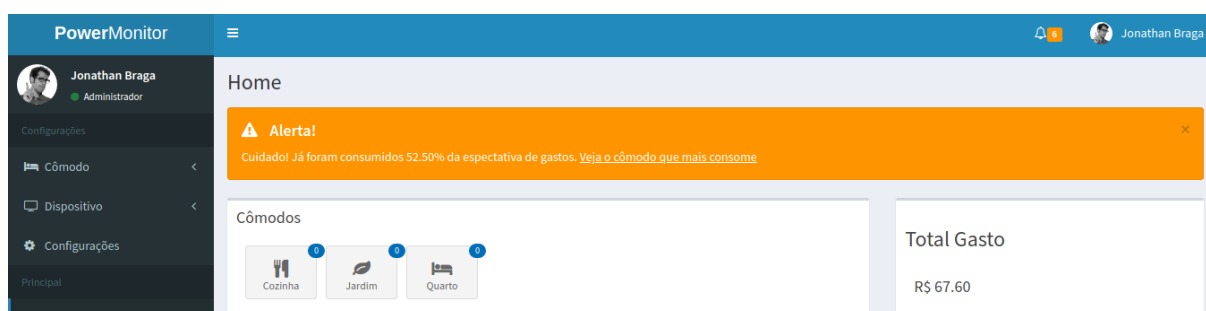 PowerMonitor
6
Jonathan Braga
Jonathan Braga
Administrador
Configurações
Cômodo
Dispositivo
Configurações
Principal
Home
Alerta!
×
Cuidado! Já foram consumidos 52.50% da espectativa de gastos. Veja o cômodo que mais consome
Cômodos
0
0
0
Cozinha
Jardim
Quarto
Total Gasto
R$ 67.60